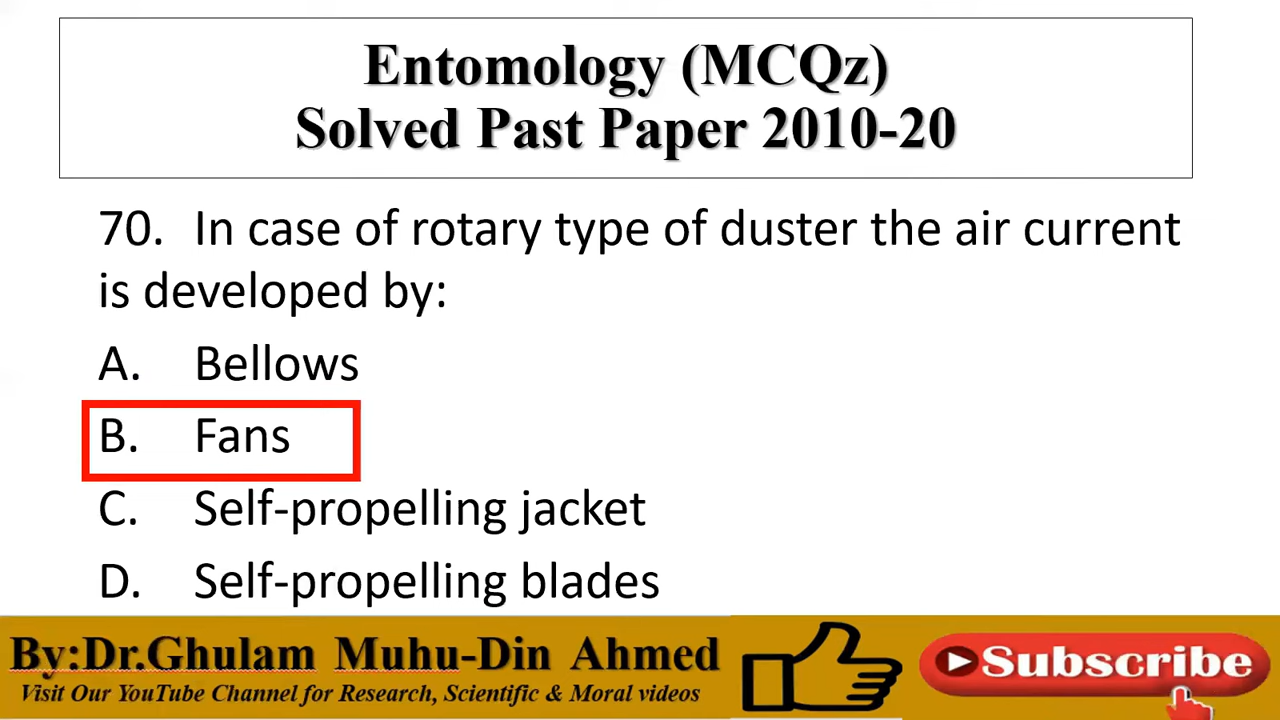 Entomology (MCQz)
Solved Past Paper 2010-20
70. In case of rotary type of duster the air current
is developed by:
A. Bellows
B. Fans
C. Self-propelling jacket
D. Self-propelling blades
By:Dr.Ghulam Muhu-Din Ahmed
Visit Our YouTube Channel for Research, Scientific & Moral videos
Subscribe